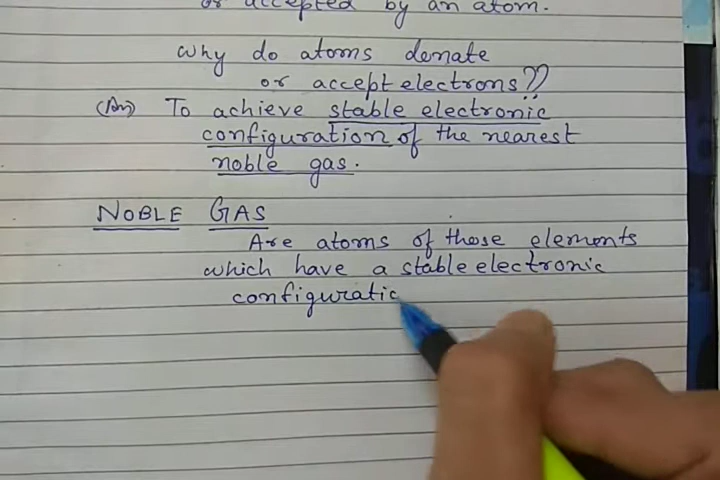 or accepted by an atom.
Why do atoms donate
or accept electrons??
(Ans) To achieve stable electronic
configuration of the nearest
noble gas.
NOBLE GAS
Are atoms of those elements
which have a stable electronic
configuratic